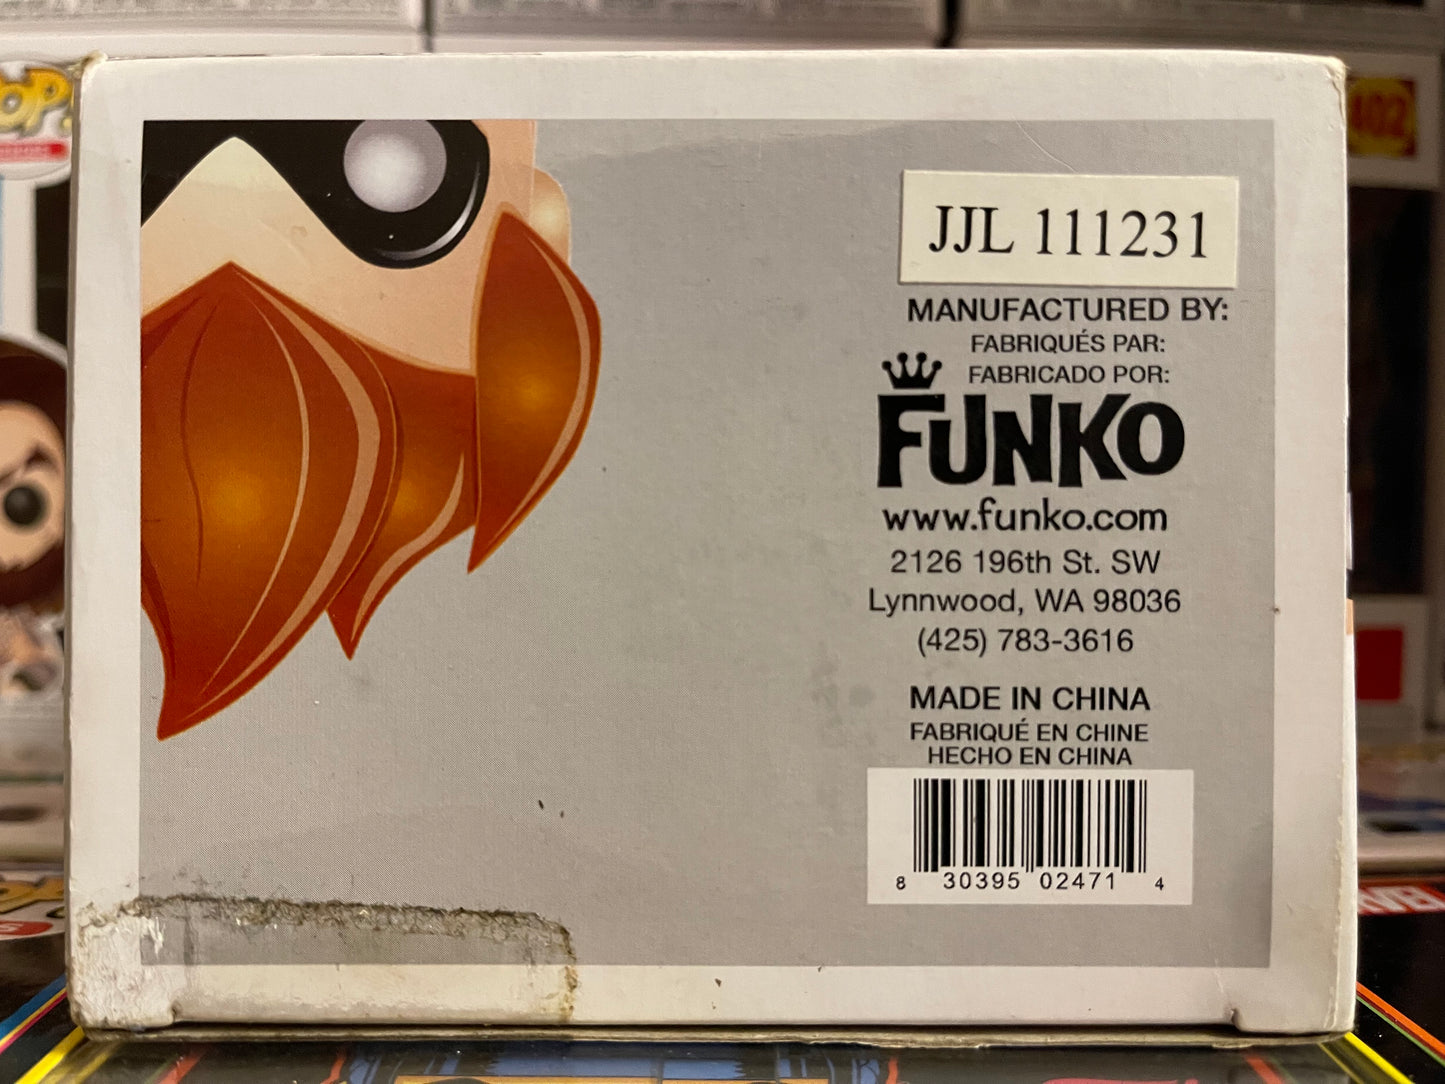 JJL 111231
MANUFACTURED BY:
FABRIQUÉS PAR:
FABRICADO POR:
FUNKO
www.funko.com
2126 196th St. SW
Lynnwood, WA 98036
(425) 783-3616
MADE IN CHINA
FABRIQUÉ EN CHINE
HECHO EN CHINA
8 30395 02471 4
402